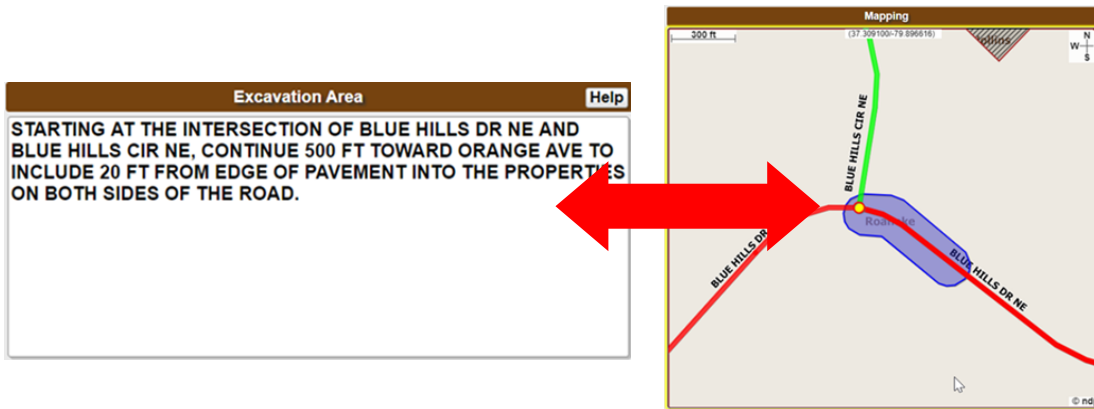 Excavation Area
Help
STARTING AT THE INTERSECTION OF BLUE HILLS DR NE AND
BLUE HILLS CIR NE, CONTINUE 500 FT TOWARD ORANGE AVE TO
INCLUDE 20 FT FROM EDGE OF PAVEMENT INTO THE PROPERTIES
ON BOTH SIDES OF THE ROAD.
Mapping
300 ft
(37.309100/-79.896616)
N
W
S
BLUE HILLS CIR NE
Roanoke
BLUE HILLS DR
BLUE HILLS DR NE